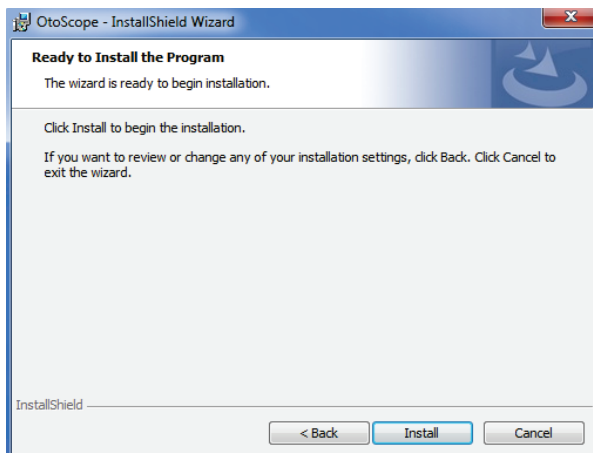 OtoScope - InstallShield Wizard
Ready to Install the Program
The wizard is ready to begin installation.
Click Install to begin the installation.
If you want to review or change any of your installation settings, click Back. Click Cancel to
exit the wizard.
InstallShield
< Back Install Cancel